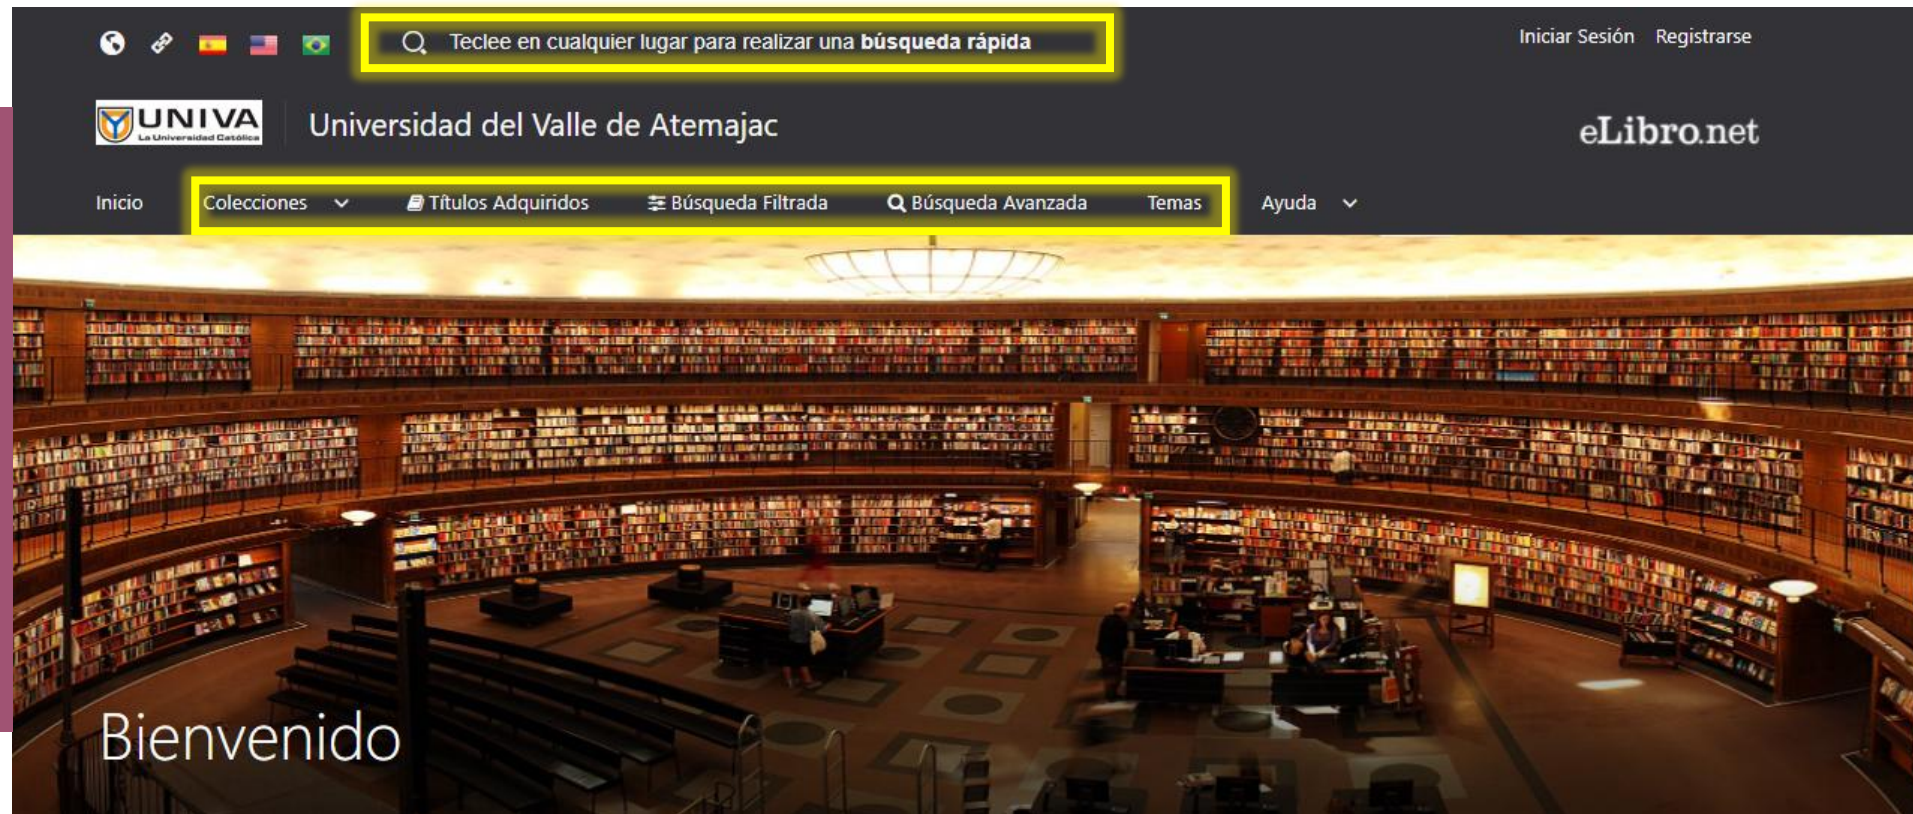 Teclee en cualquier lugar para realizar una búsqueda rápida
Iniciar Sesión Registrarse
UNIVA
La Universidad Católica
Universidad del Valle de Atemajac
eLibro.net
Inicio Colecciones Títulos Adquiridos Búsqueda Filtrada Búsqueda Avanzada Temas Ayuda
Bienvenido